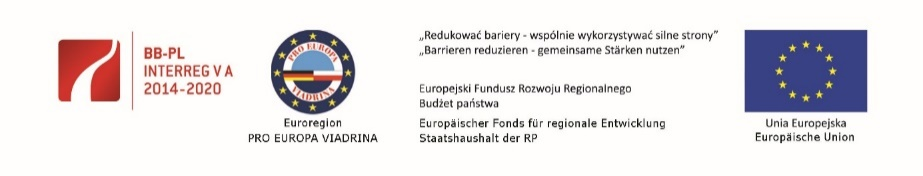 BB-PL
INTERREG V A
2014-2020
PRO EUROPA
VIADRINA
Euroregion
PRO EUROPA VIADRINA
„Redukować bariery - wspólnie wykorzystywać silne strony”
„Barrieren reduzieren - gemeinsame Stärken nutzen”
Europejski Fundusz Rozwoju Regionalnego
Budżet państwa
Europäischer Fonds für regionale Entwicklung
Staatshaushalt der RP
Unia Europejska
Europäische Union